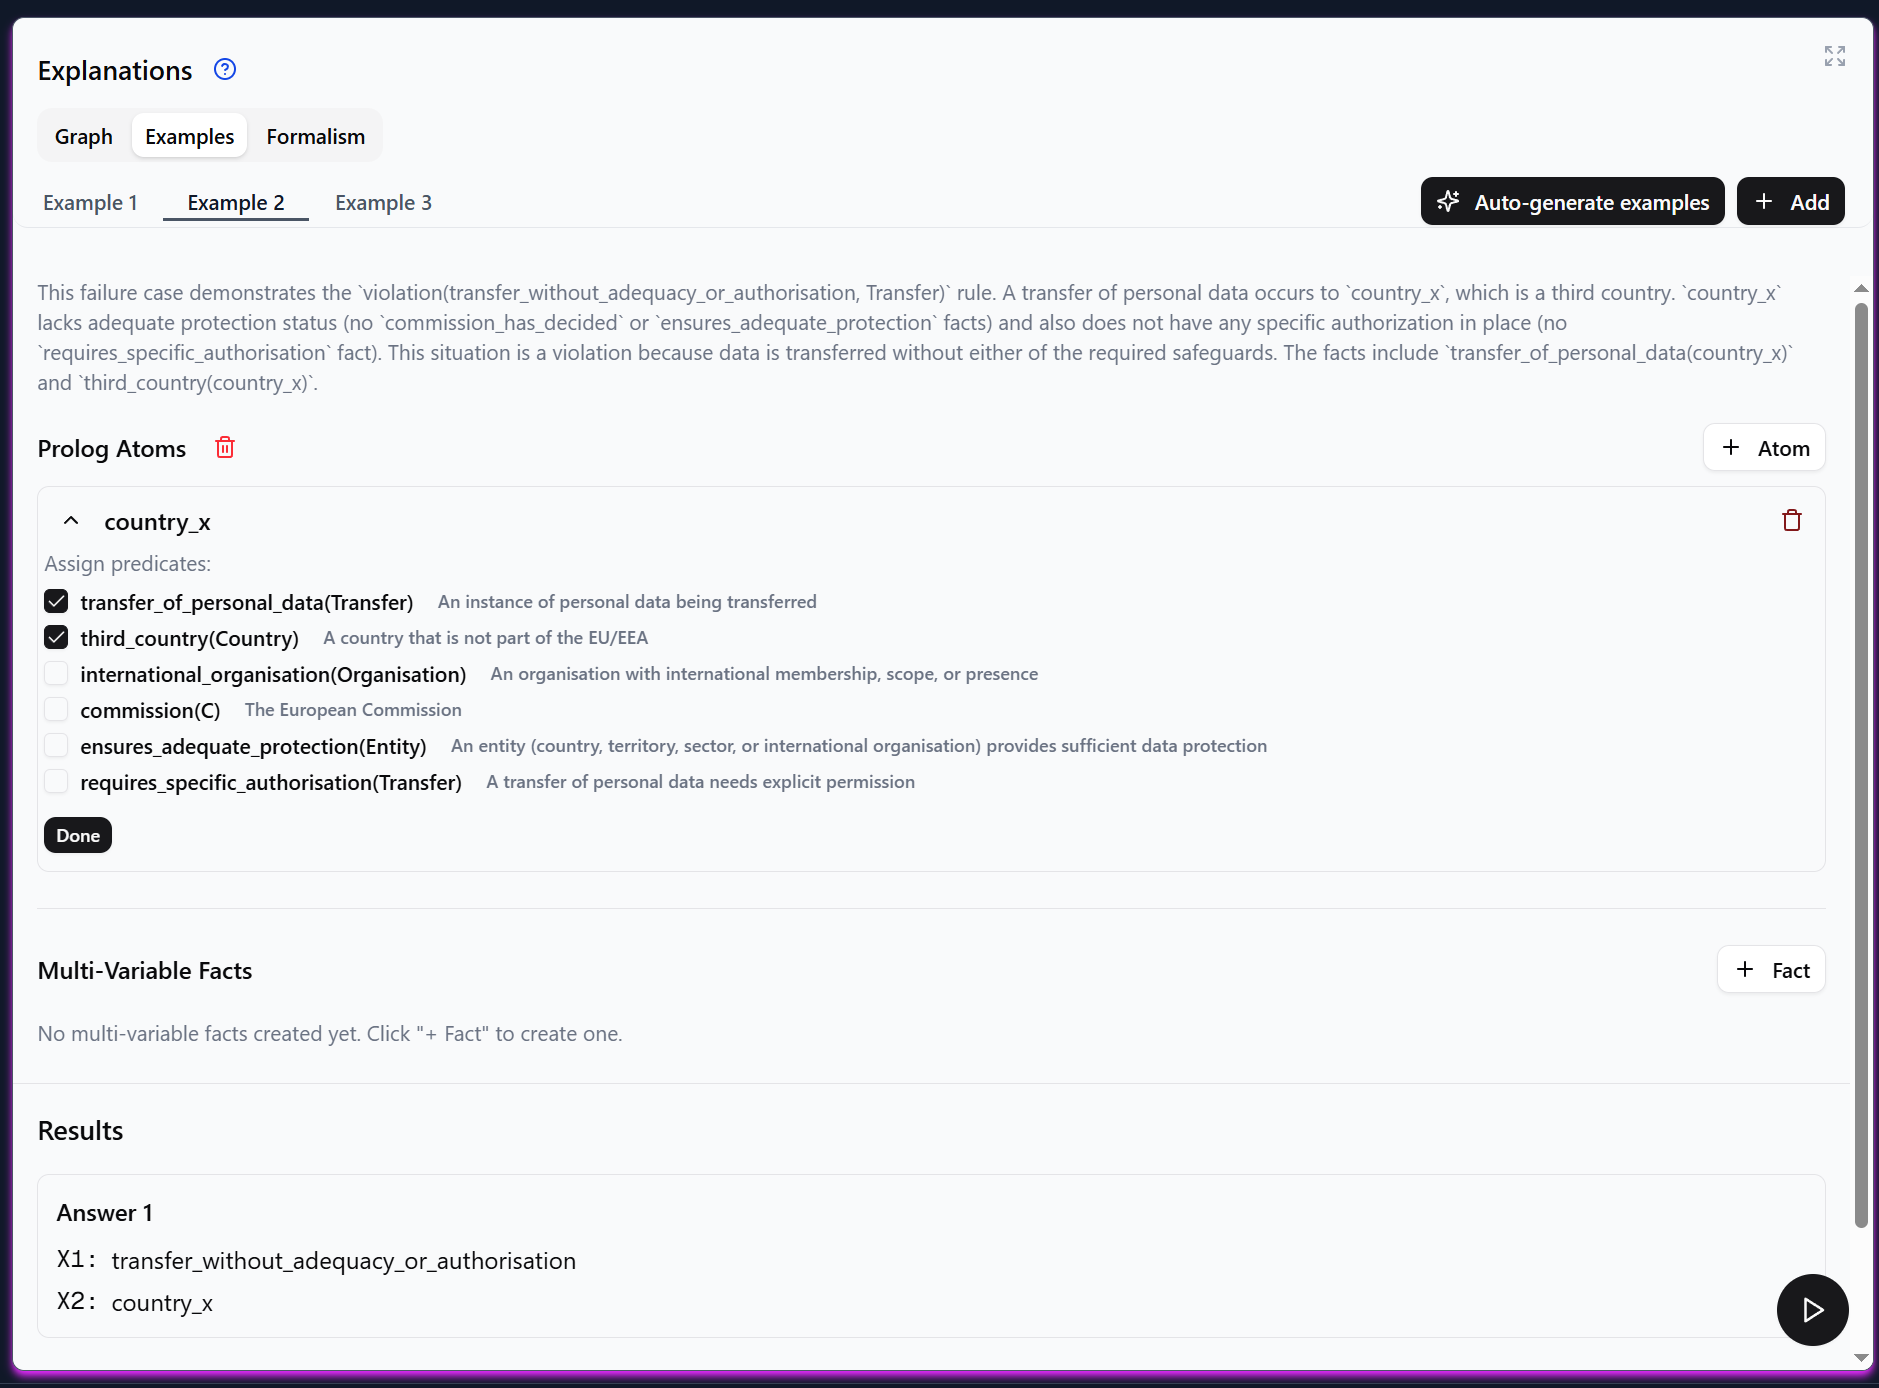 Explanations
Graph Examples Formalism
Example 1 Example 2 Example 3 Auto-generate examples + Add
This failure case demonstrates the `violation(transfer_without_adequacy_or_authorisation, Transfer)` rule. A transfer of personal data occurs to `country_x`, which is a third country. `country_x`
lacks adequate protection status (no `commission_has_decided` or `ensures_adequate_protection` facts) and also does not have any specific authorization in place (no
`requires_specific_authorisation` fact). This situation is a violation because data is transferred without either of the required safeguards. The facts include `transfer_of_personal_data(country_x)`
and `third_country(country_x)`.
Prolog Atoms + Atom
country_x
Assign predicates:
transfer_of_personal_data(Transfer) An instance of personal data being transferred
third_country(Country) A country that is not part of the EU/EEA
international_organisation(Organisation) An organisation with international membership, scope, or presence
commission(C) The European Commission
ensures_adequate_protection(Entity) An entity (country, territory, sector, or international organisation) provides sufficient data protection
requires_specific_authorisation(Transfer) A transfer of personal data needs explicit permission
Done
Multi-Variable Facts + Fact
No multi-variable facts created yet. Click "+ Fact" to create one.
Results
Answer 1
X1: transfer_without_adequacy_or_authorisation
X2: country_x